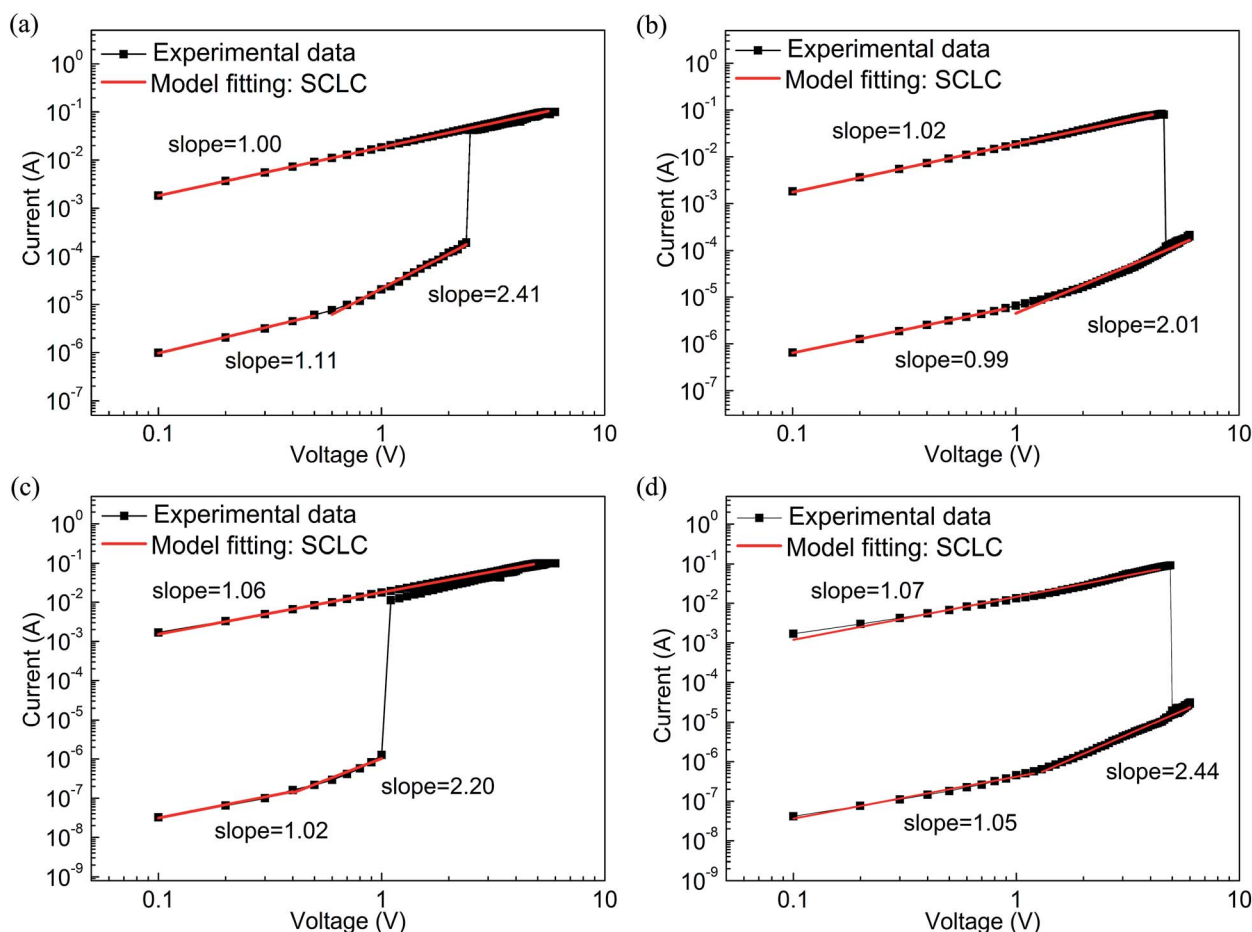 (a)
Experimental data
Model fitting: SCLC
slope=1.00
slope=2.41
slope=1.11
10^0
10^-1
10^-2
10^-3
10^-4
10^-5
10^-6
10^-7
Current (A)
0.1 1 10
Voltage (V)
(b)
Experimental data
Model fitting: SCLC
slope=1.02
slope=2.01
slope=0.99
10^0
10^-1
10^-2
10^-3
10^-4
10^-5
10^-6
10^-7
Current (A)
0.1 1 10
Voltage (V)
(c)
Experimental data
Model fitting: SCLC
slope=1.06
slope=2.20
slope=1.02
10^0
10^-1
10^-2
10^-3
10^-4
10^-5
10^-6
10^-7
10^-8
10^-9
Current (A)
0.1 1 10
Voltage (V)
(d)
Experimental data
Model fitting: SCLC
slope=1.07
slope=2.44
slope=1.05
10^0
10^-1
10^-2
10^-3
10^-4
10^-5
10^-6
10^-7
10^-8
10^-9
Current (A)
0.1 1 10
Voltage (V)